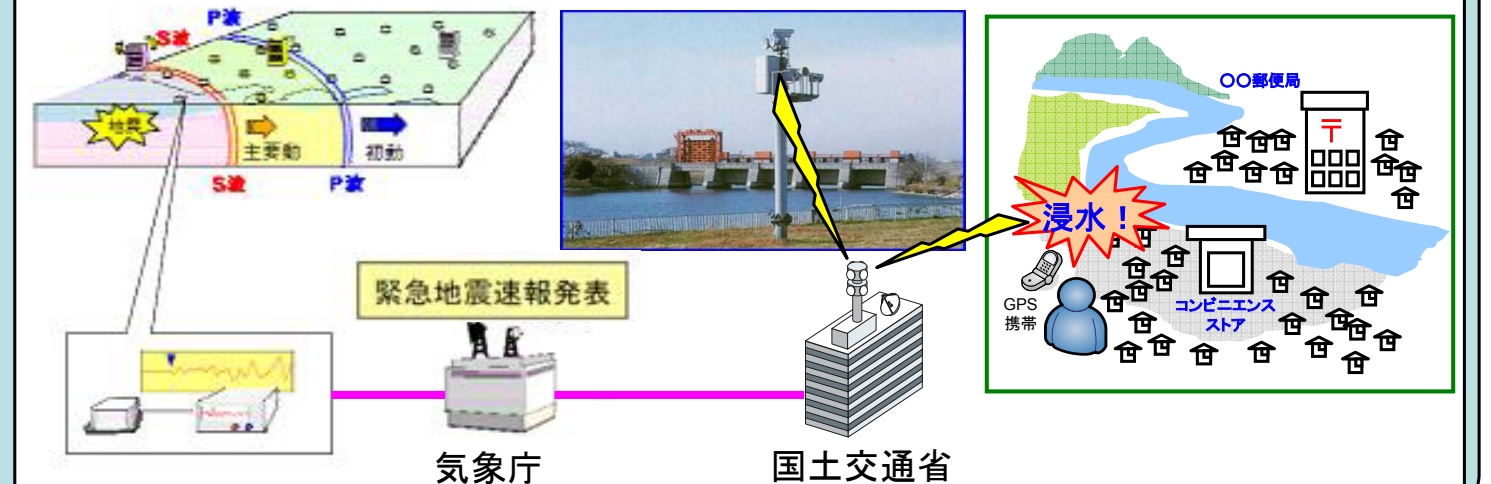 P波
S波
地震
主要動
初動
S波
P波
緊急地震速報発表
気象庁
国土交通省
〇〇郵便局
〒
浸水!
GPS
携帯
コンビニエンス
ストア